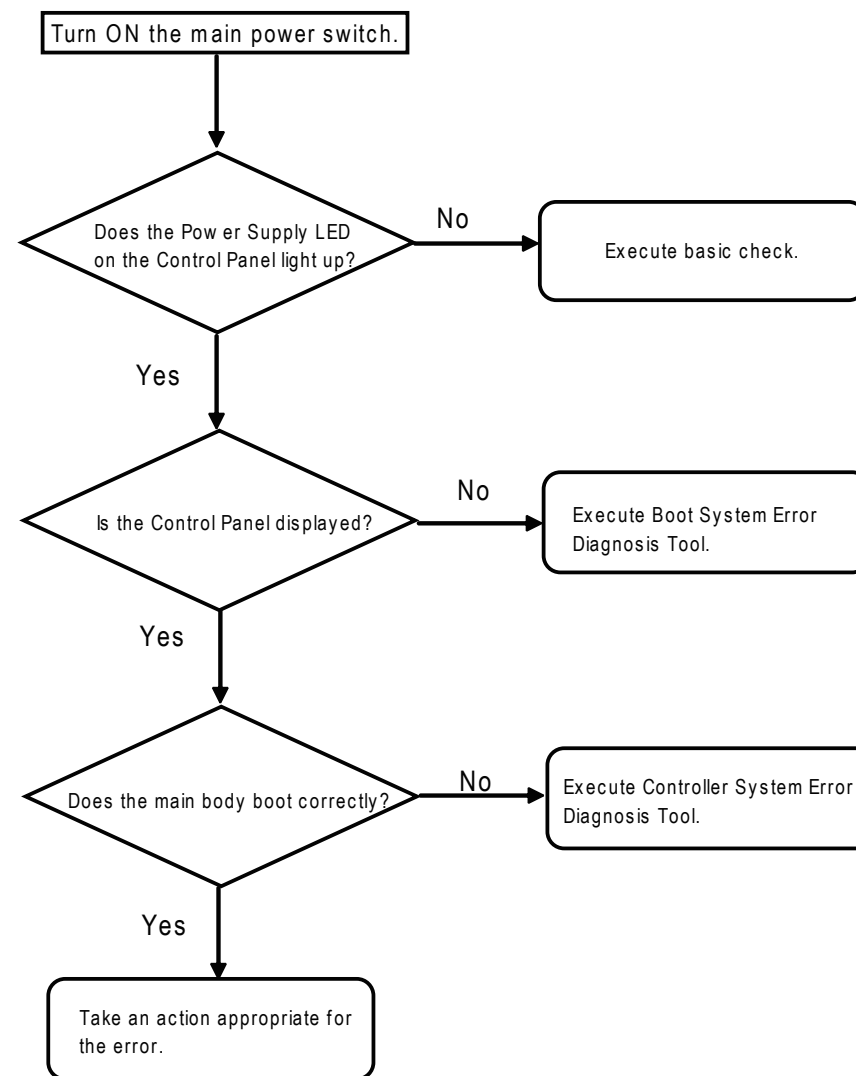 Turn ON the main power switch.
Does the Power Supply LED
on the Control Panel light up?
No
Execute basic check.
Yes
Is the Control Panel displayed?
No
Execute Boot System Error
Diagnosis Tool.
Yes
Does the main body boot correctly?
No
Execute Controller System Error
Diagnosis Tool.
Yes
Take an action appropriate for
the error.